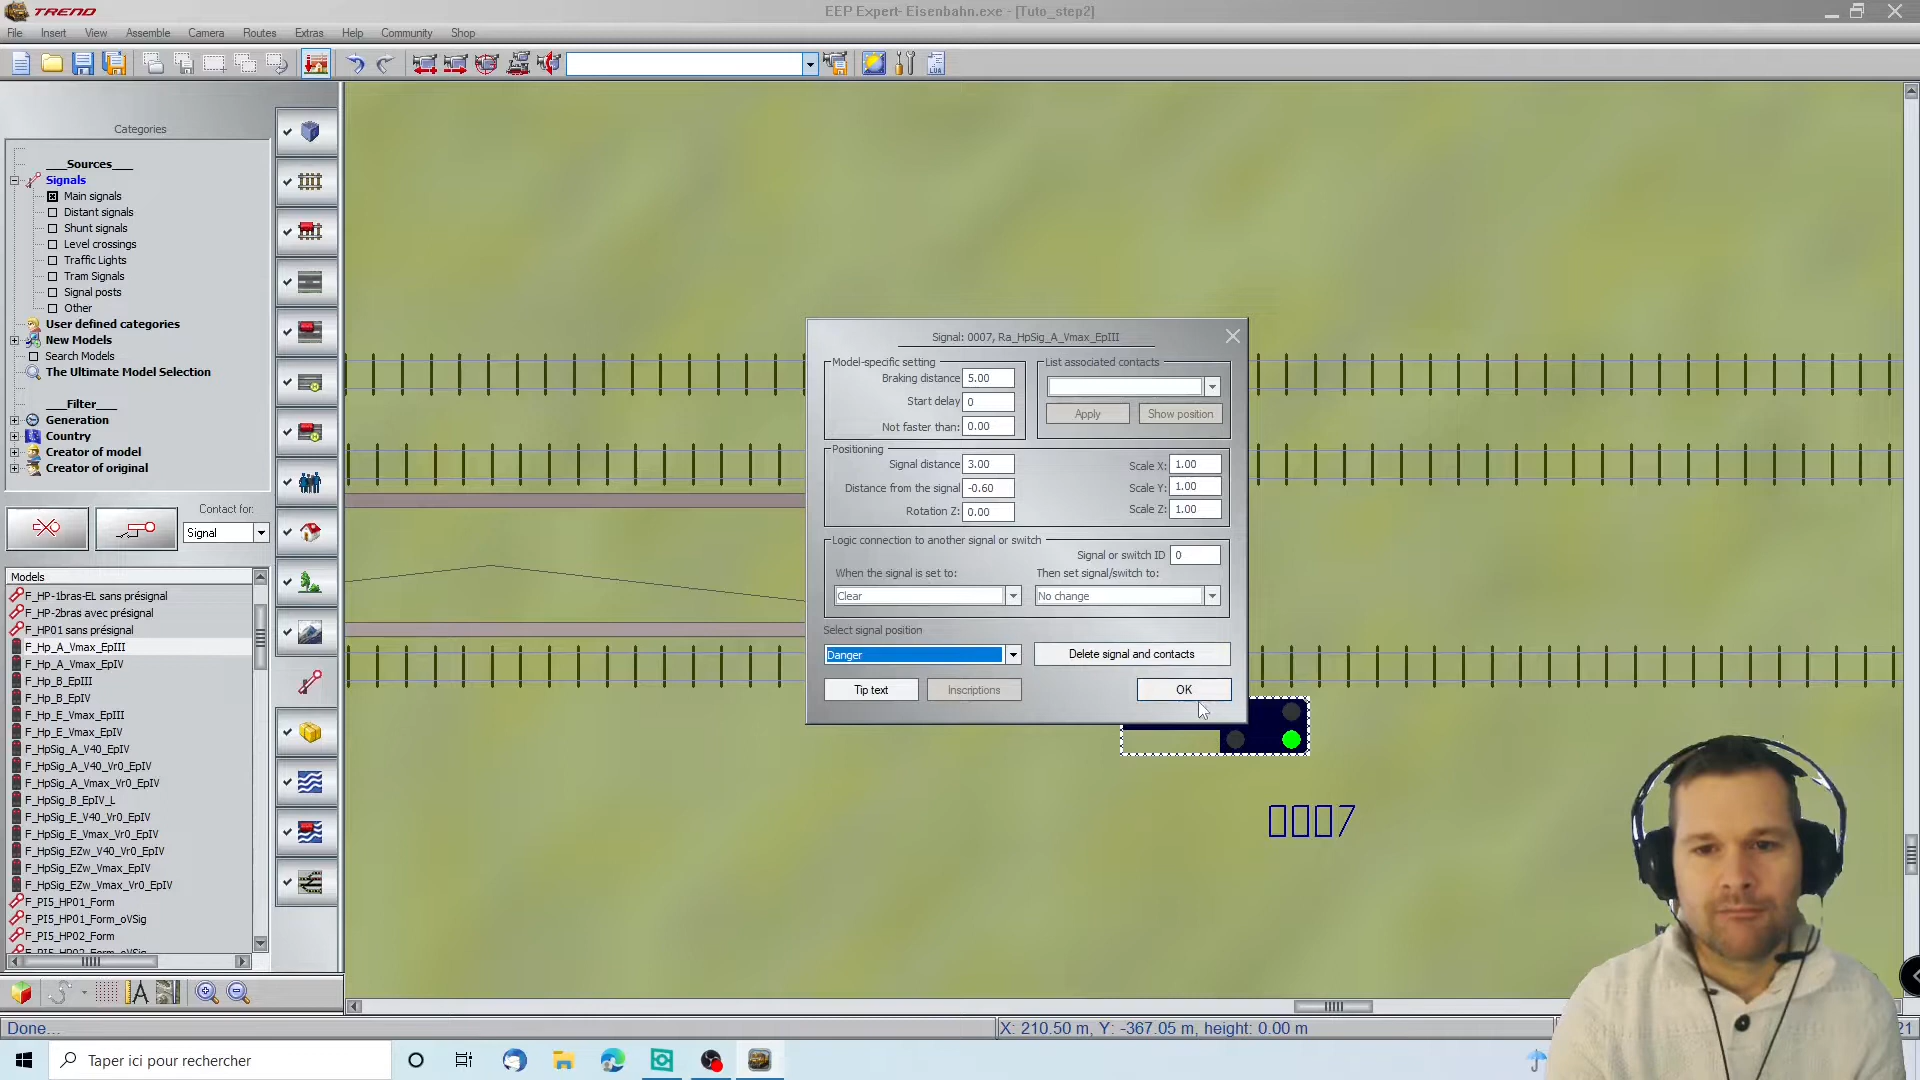 TREND
EEP Expert- Eisenbahn.exe - [Tuto_step2]
File Insert View Assemble Camera Routes Extras Help Community Shop
LUA
Categories
___Sources___
Signals
Main signals
Distant signals
Shunt signals
Level crossings
Traffic Lights
Tram Signals
Signal posts
Other
User defined categories
New Models
Search Models
The Ultimate Model Selection
___Filter___
Generation
Country
Creator of model
Creator of original
Contact for:
Signal
Models
F_HP-1bras-EL sans présignal
F_HP-2bras avec présignal
F_HP01 sans présignal
F_Hp_A_Vmax_EpIII
F_Hp_A_Vmax_EpIV
F_Hp_B_EpIII
F_Hp_B_EpIV
F_Hp_E_Vmax_EpIII
F_Hp_E_Vmax_EpIV
F_HpSig_A_V40_EpIV
F_HpSig_A_V40_Vr0_EpIV
F_HpSig_A_Vmax_Vr0_EpIV
F_HpSig_B_EpIV_L
F_HpSig_E_V40_Vr0_EpIV
F_HpSig_E_Vmax_Vr0_EpIV
F_HpSig_EZw_V40_Vr0_EpIV
F_HpSig_EZw_Vmax_EpIV
F_HpSig_EZw_Vmax_Vr0_EpIV
F_PI5_HP01_Form
F_PI5_HP01_Form_oVSig
F_PI5_HP02_Form
F_PI5_HP02_Form_oVSig
Signal: 0007, Ra_HpSig_A_Vmax_EpIII
Model-specific setting
Braking distance 5.00
Start delay 0
Not faster than: 0.00
List associated contacts
Apply Show position
Positioning
Signal distance 3.00
Distance from the signal -0.60
Rotation Z: 0.00
Scale X: 1.00
Scale Y: 1.00
Scale Z: 1.00
Logic connection to another signal or switch
Signal or switch ID 0
When the signal is set to: Then set signal/switch to:
Clear No change
Select signal position
Danger Delete signal and contacts
Tip text Inscriptions OK
0007
Done... X: 210.50 m, Y: -367.05 m, height: 0.00 m
21
Taper ici pour rechercher